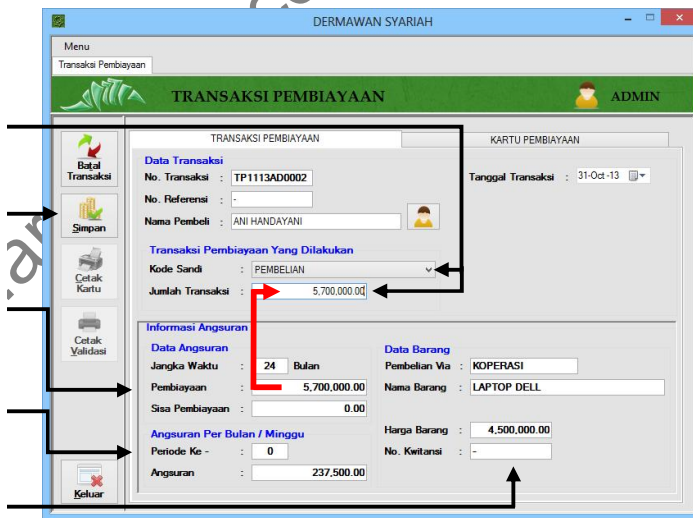 DERMAWAN SYARIAH
Menu
Transaksi Pembiayaan
TRANSAKSI PEMBIAYAAN
ADMIN
Batal Transaksi
Simpan
Cetak Kartu
Cetak Validasi
Keluar
TRANSAKSI PEMBIAYAAN
KARTU PEMBIAYAAN
Data Transaksi
No. Transaksi : TP1113AD0002
Tanggal Transaksi : 31-Oct-13
No. Referensi : -
Nama Pembeli : ANI HANDAYANI
Transaksi Pembiayaan Yang Dilakukan
Kode Sandi : PEMBELIAN
Jumlah Transaksi : 5,700,000.00
Informasi Angsuran
Data Angsuran
Jangka Waktu : 24 Bulan
Pembiayaan : 5,700,000.00
Sisa Pembiayaan : 0.00
Angsuran Per Bulan / Minggu
Periode Ke - : 0
Angsuran : 237,500.00
Data Barang
Pembelian Via : KOPERASI
Nama Barang : LAPTOP DELL
Harga Barang : 4,500,000.00
No. Kwitansi : -